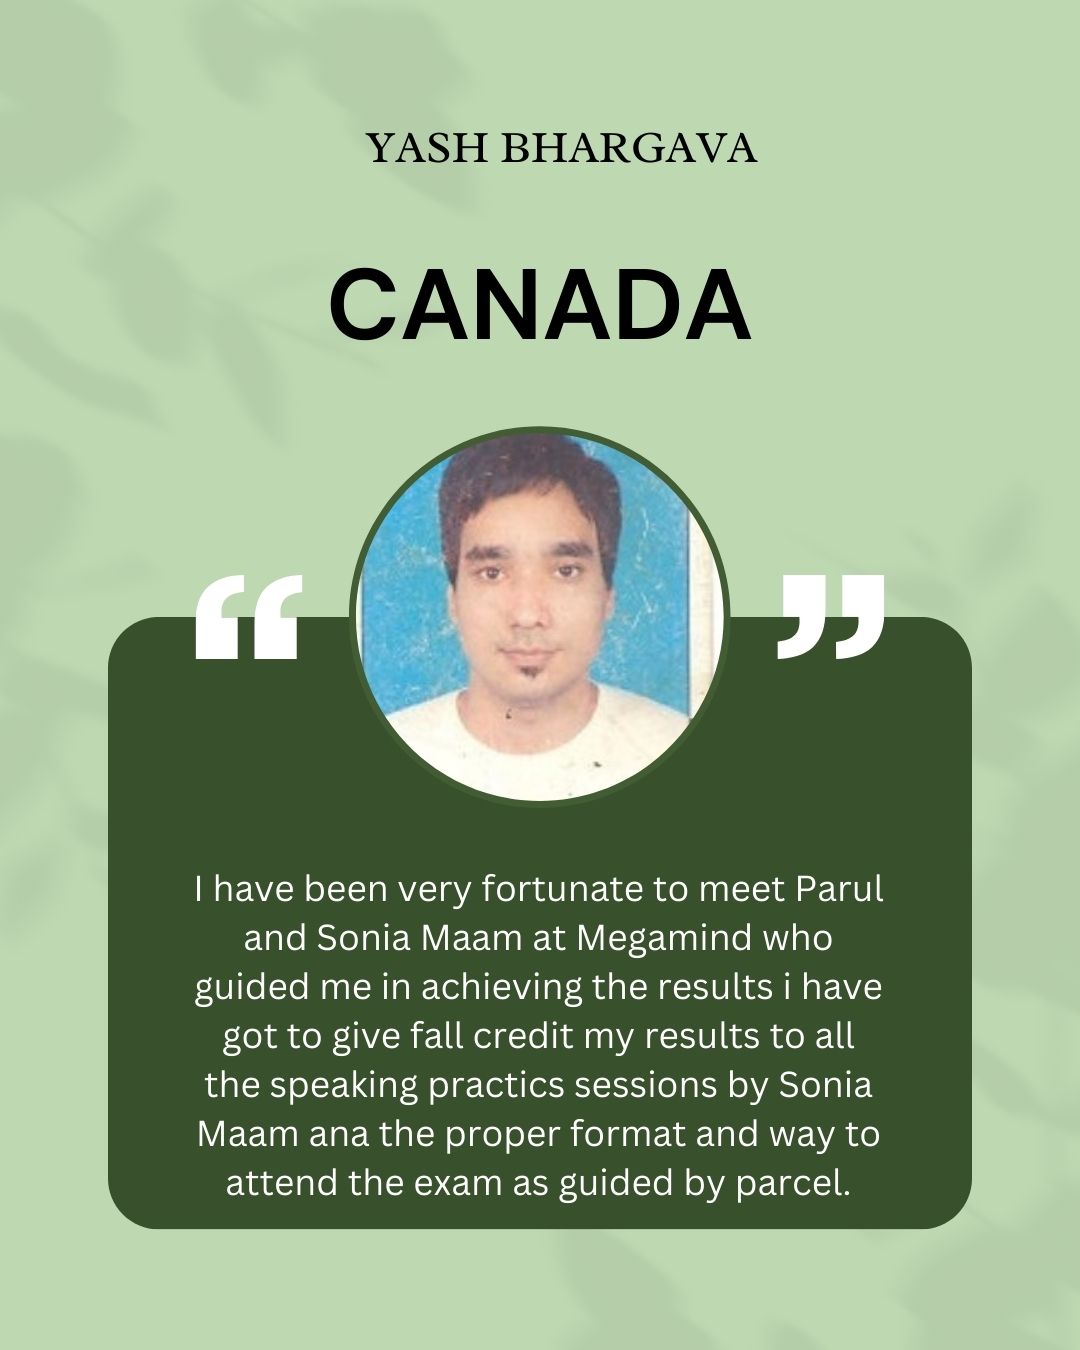 YASH BHARGAVA
CANADA
“ ”
I have been very fortunate to meet Parul
and Sonia Maam at Megamind who
guided me in achieving the results i have
got to give fall credit my results to all
the speaking practics sessions by Sonia
Maam ana the proper format and way to
attend the exam as guided by parcel.